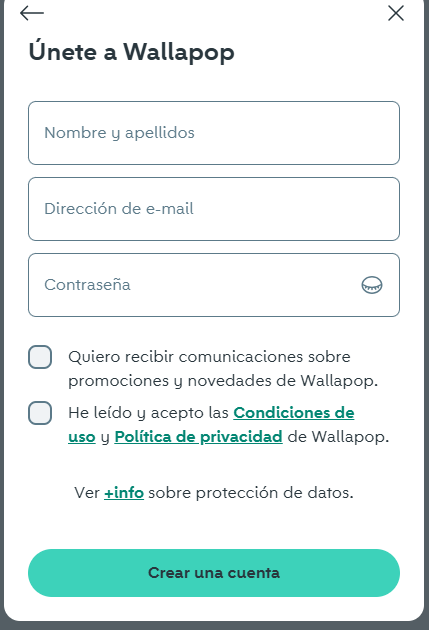 Únete a Wallapop
Nombre y apellidos
Dirección de e-mail
Contraseña
Quiero recibir comunicaciones sobre
promociones y novedades de Wallapop.
He leído y acepto las Condiciones de
uso y Política de privacidad de Wallapop.
Ver +info sobre protección de datos.
Crear una cuenta